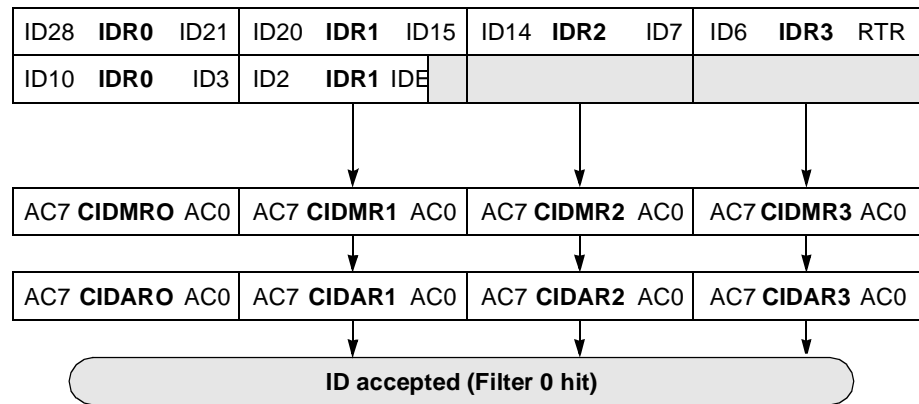 ID28 IDR0 ID21 ID20 IDR1 ID15 ID14 IDR2 ID7 ID6 IDR3 RTR
ID10 IDR0 ID3 ID2 IDR1 IDE
AC7 CIDMRO AC0 AC7 CIDMR1 AC0 AC7 CIDMR2 AC0 AC7 CIDMR3 AC0
AC7 CIDARO AC0 AC7 CIDAR1 AC0 AC7 CIDAR2 AC0 AC7 CIDAR3 AC0
ID accepted (Filter 0 hit)